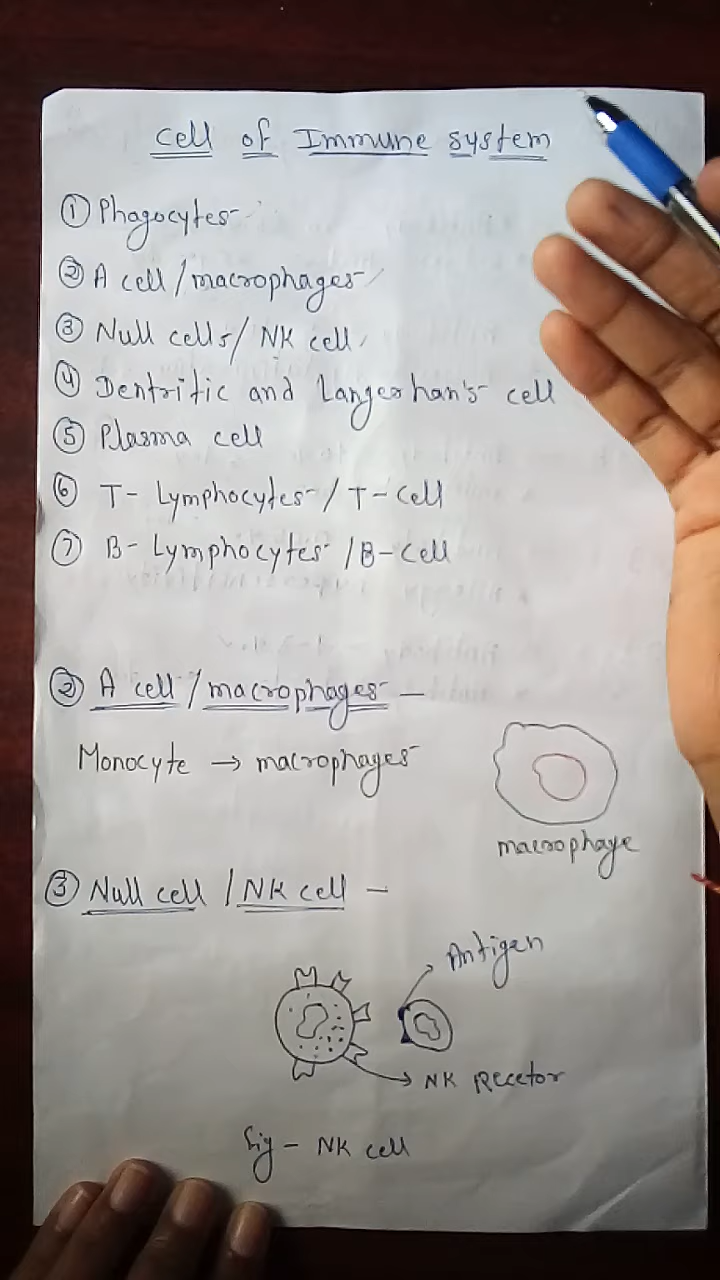 Cell of Immune system
① Phagocytes
② A cell / macrophages
③ Null cells / NK cell
④ Dentritic and Langerhan's cell
⑤ Plasma cell
⑥ T- Lymphocytes / T-cell
⑦ B- Lymphocytes / B-cell
② A cell / macrophages —
Monocyte → macrophages
macrophage
③ Null cell / NK cell —
Antigen
NK Recetor
fig - NK cell